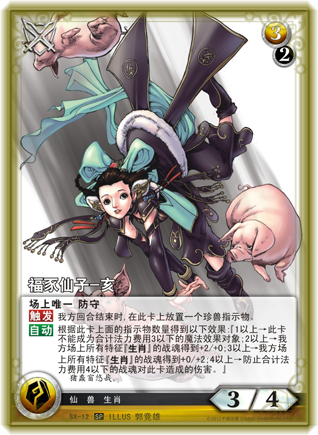 3
2
福豕仙子-亥
场上唯一 防守
触发 我方回合结束时,在此卡上放置一个珍兽指示物。
自动 根据此卡上面的指示物数量得到以下效果:『1以上→此卡
不能成为合计法力费用3以下的魔法效果对象;2以上→我
方场上所有特征『生肖』的战魂得到+2/+0;3以上→我方场
上所有特征『生肖』的战魂得到+0/+2;4以上→防止合计法
力费用4以下的战魂对此卡造成的伤害。』
仙 兽 生肖
3 / 4
SX-12 SP ILLUS 郭竞雄